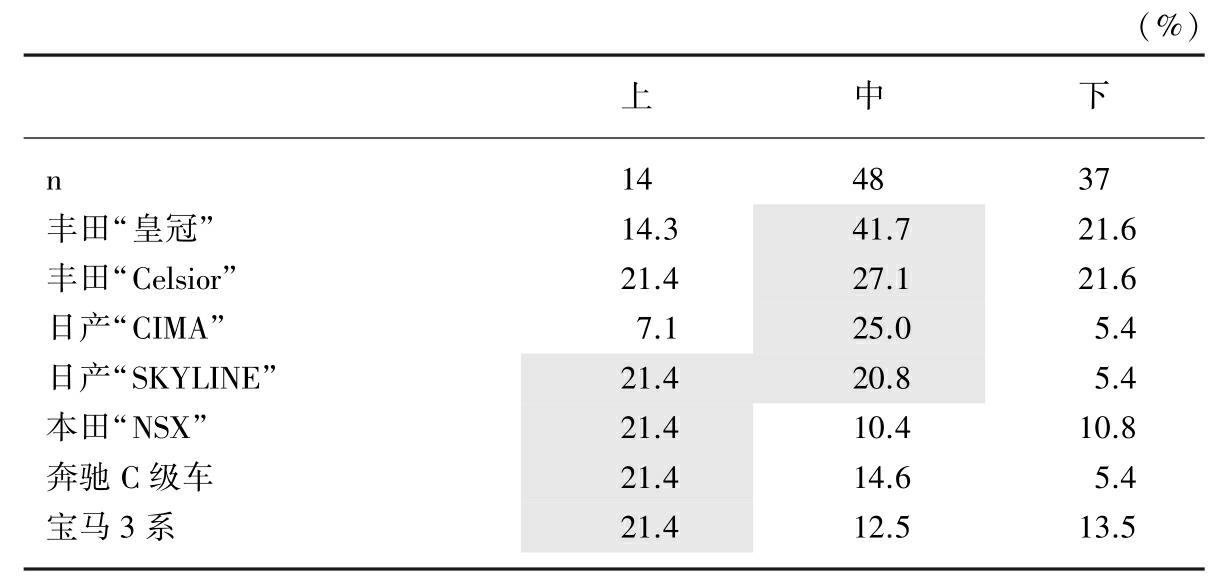 (%)
上 中 下
n 14 48 37
丰田“皇冠” 14.3 41.7 21.6
丰田“Celsior” 21.4 27.1 21.6
日产“CIMA” 7.1 25.0 5.4
日产“SKYLINE” 21.4 20.8 5.4
本田“NSX” 21.4 10.4 10.8
奔驰 C 级车 21.4 14.6 5.4
宝马 3 系 21.4 12.5 13.5